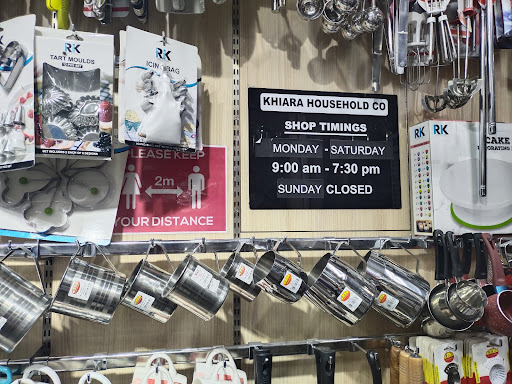 RK
TART MOULDS
RK
ICING BAG
PLEASE KEEP
2m
YOUR DISTANCE
KHIARA HOUSEHOLD CO
SHOP TIMINGS
MONDAY - SATURDAY
9:00 am - 7:30 pm
SUNDAY CLOSED
RK
RK
CAKE